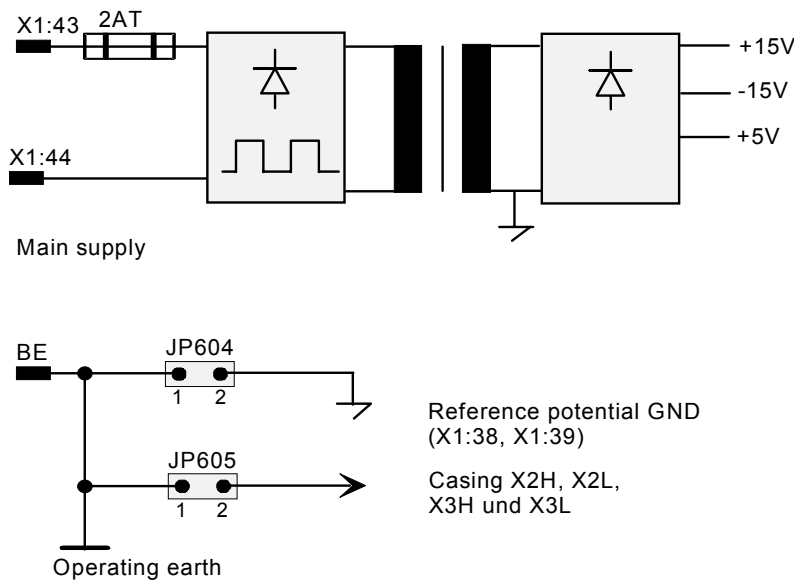 X1:43
2AT
+15V
-15V
+5V
X1:44
Main supply
BE
JP604
1 2
Reference potential GND
(X1:38, X1:39)
JP605
1 2
Casing X2H, X2L,
X3H und X3L
Operating earth